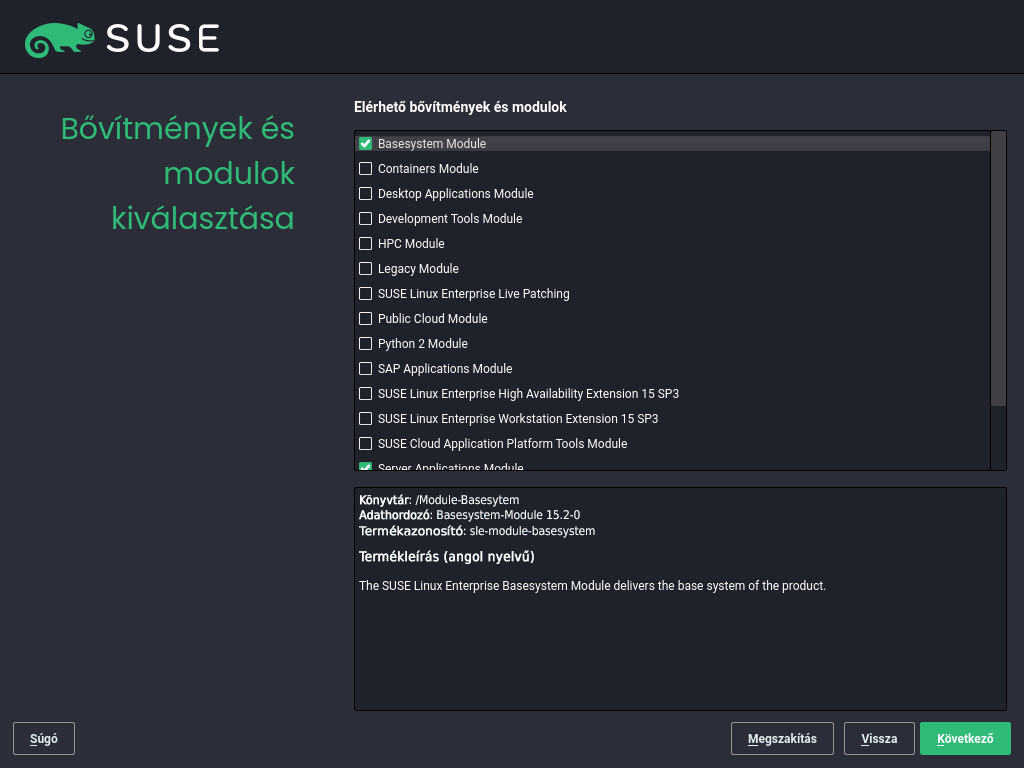 SUSE
Bővítmények és
modulok
kiválasztása
Elérhető bővítmények és modulok
Basesystem Module
Containers Module
Desktop Applications Module
Development Tools Module
HPC Module
Legacy Module
SUSE Linux Enterprise Live Patching
Public Cloud Module
Python 2 Module
SAP Applications Module
SUSE Linux Enterprise High Availability Extension 15 SP3
SUSE Linux Enterprise Workstation Extension 15 SP3
SUSE Cloud Application Platform Tools Module
Server Applications Module
Könyvtár: /Module-Basesytem
Adathordozó: Basesystem-Module 15.2-0
Termékazonosító: sle-module-basesystem
Termékleírás (angol nyelvű)
The SUSE Linux Enterprise Basesystem Module delivers the base system of the product.
Súgó
Megszakítás
Vissza
Következő